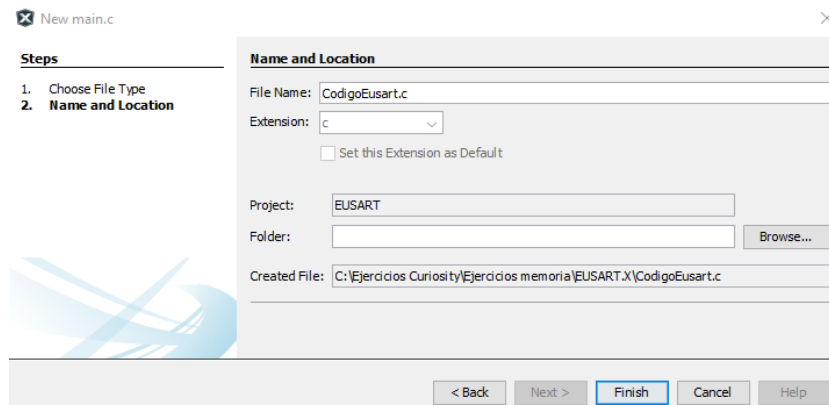 New main.c
Steps
1. Choose File Type
2. Name and Location
Name and Location
File Name: CodigoEusart.c
Extension: c
Set this Extension as Default
Project: EUSART
Folder:
Browse...
Created File: C:\Ejercicios Curiosity\Ejercicios memoria\EUSART.X\CodigoEusart.c
< Back Next > Finish Cancel Help